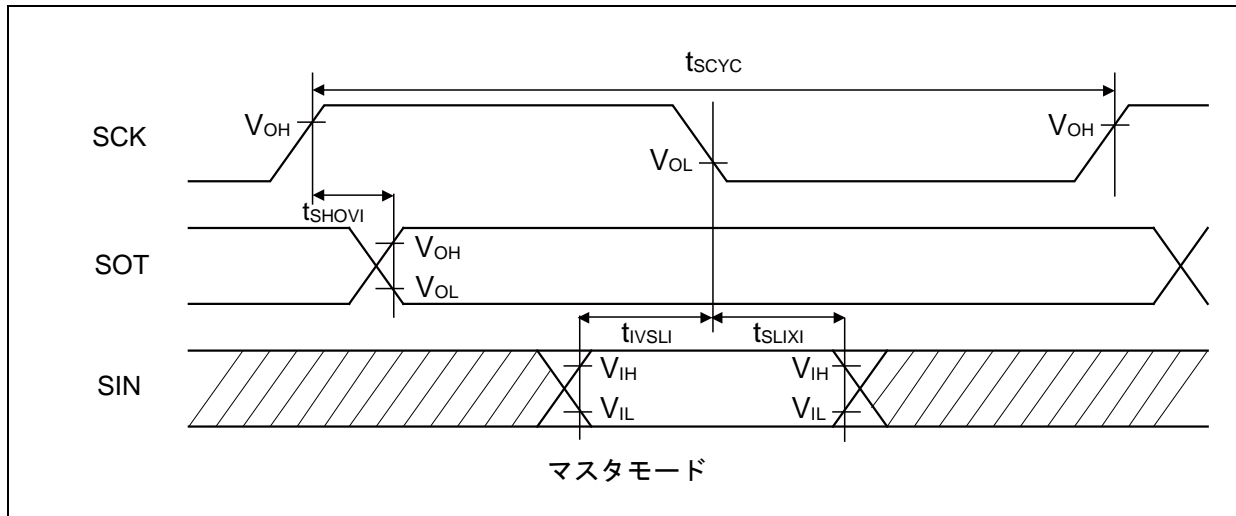 tSCYC
SCK
VOH
VOL
VOH
tSHOVI
SOT
VOH
VOL
tIVSLI
tSLIXI
SIN
VIH
VIL
VIH
VIL
マスタモード